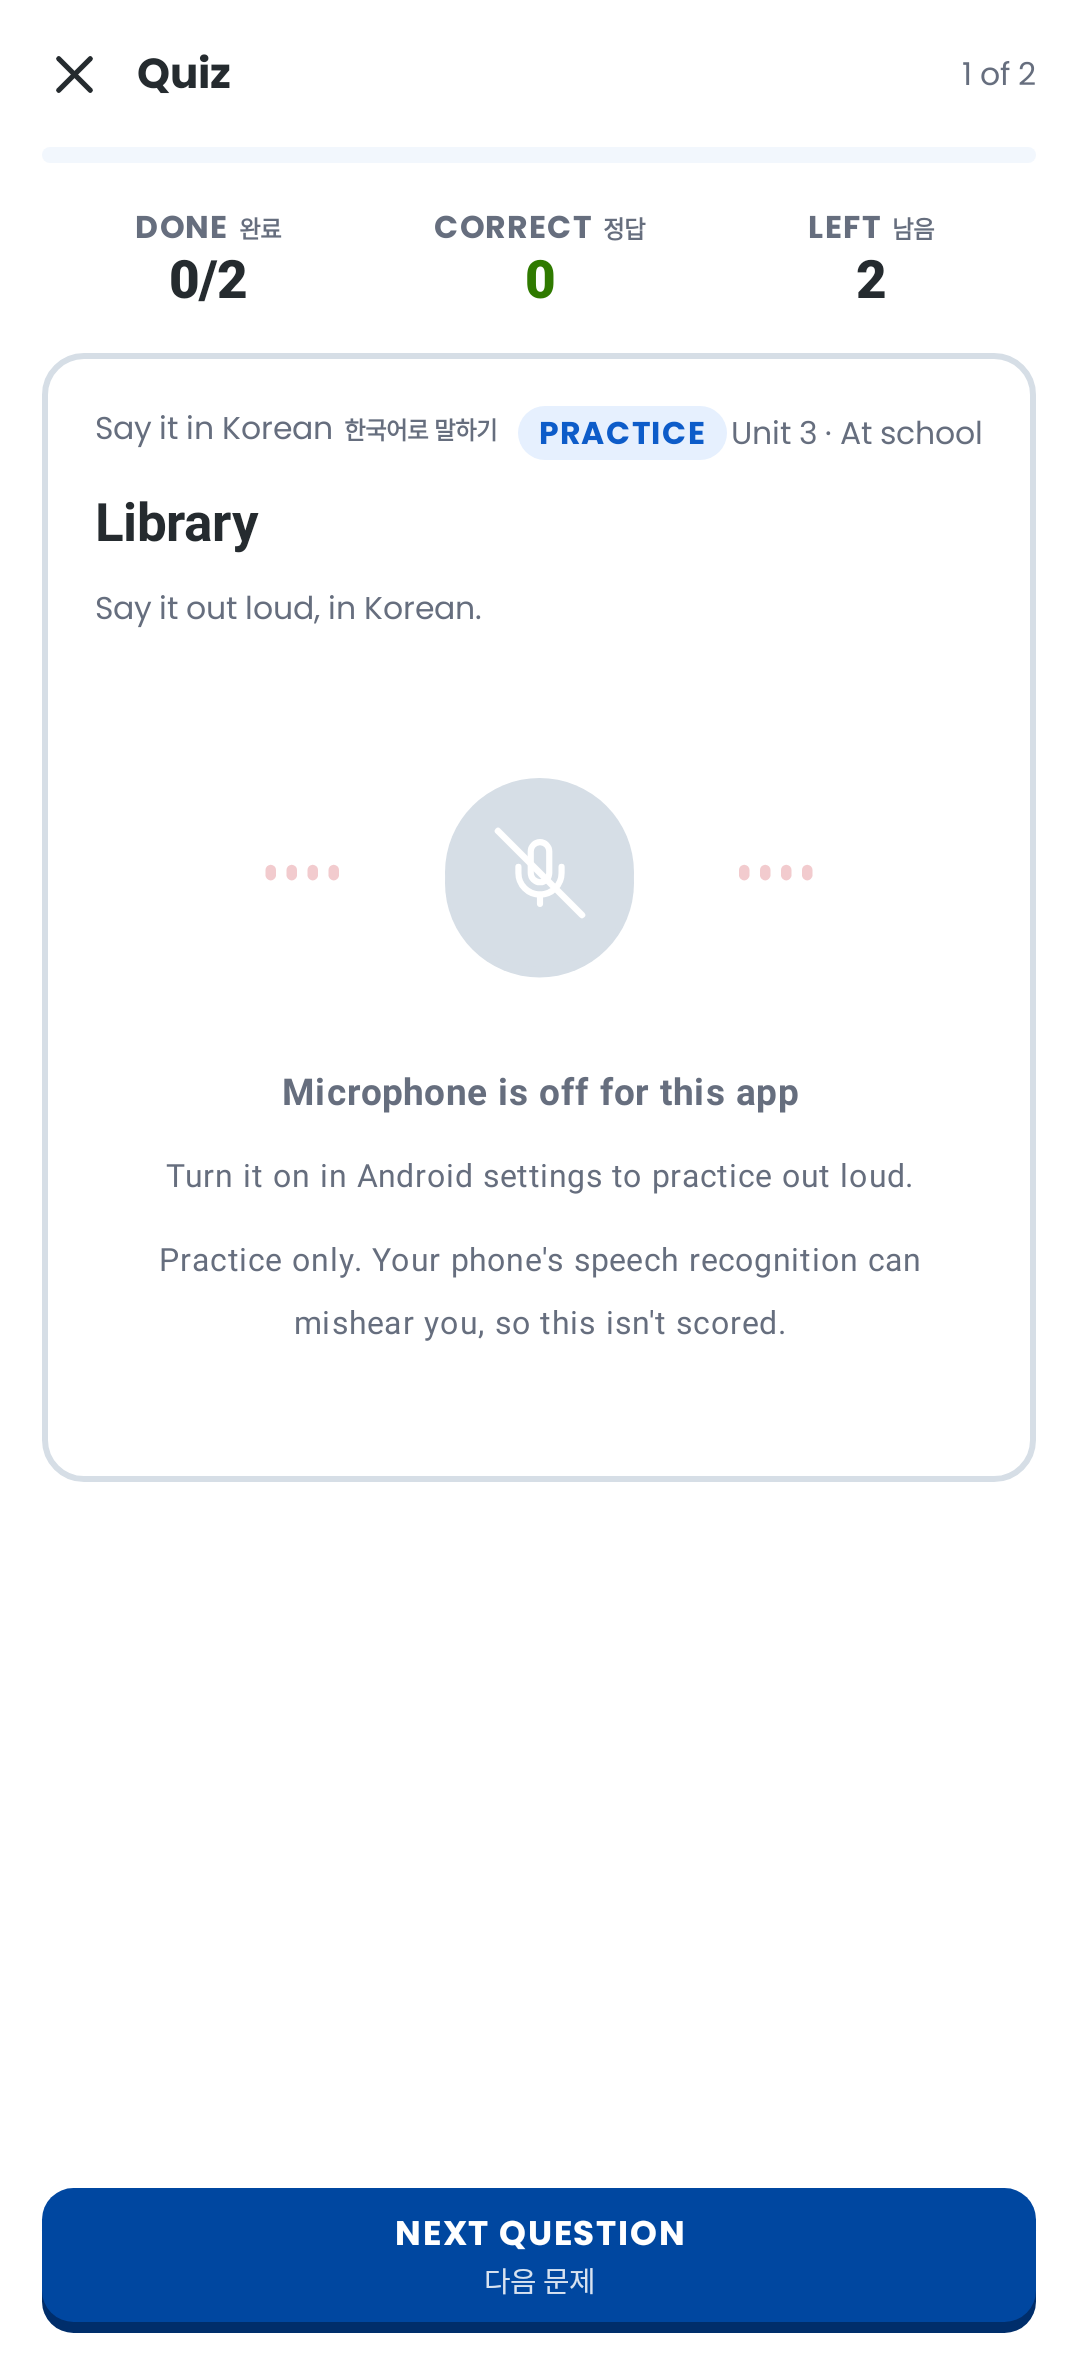 Quiz
1 of 2
DONE 완료
CORRECT 정답
LEFT 남음
0/2
0
2
Say it in Korean 한국어로 말하기
PRACTICE
Unit 3 · At school
Library
Say it out loud, in Korean.
Microphone is off for this app
Turn it on in Android settings to practice out loud.
Practice only. Your phone's speech recognition can
mishear you, so this isn't scored.
NEXT QUESTION
다음 문제